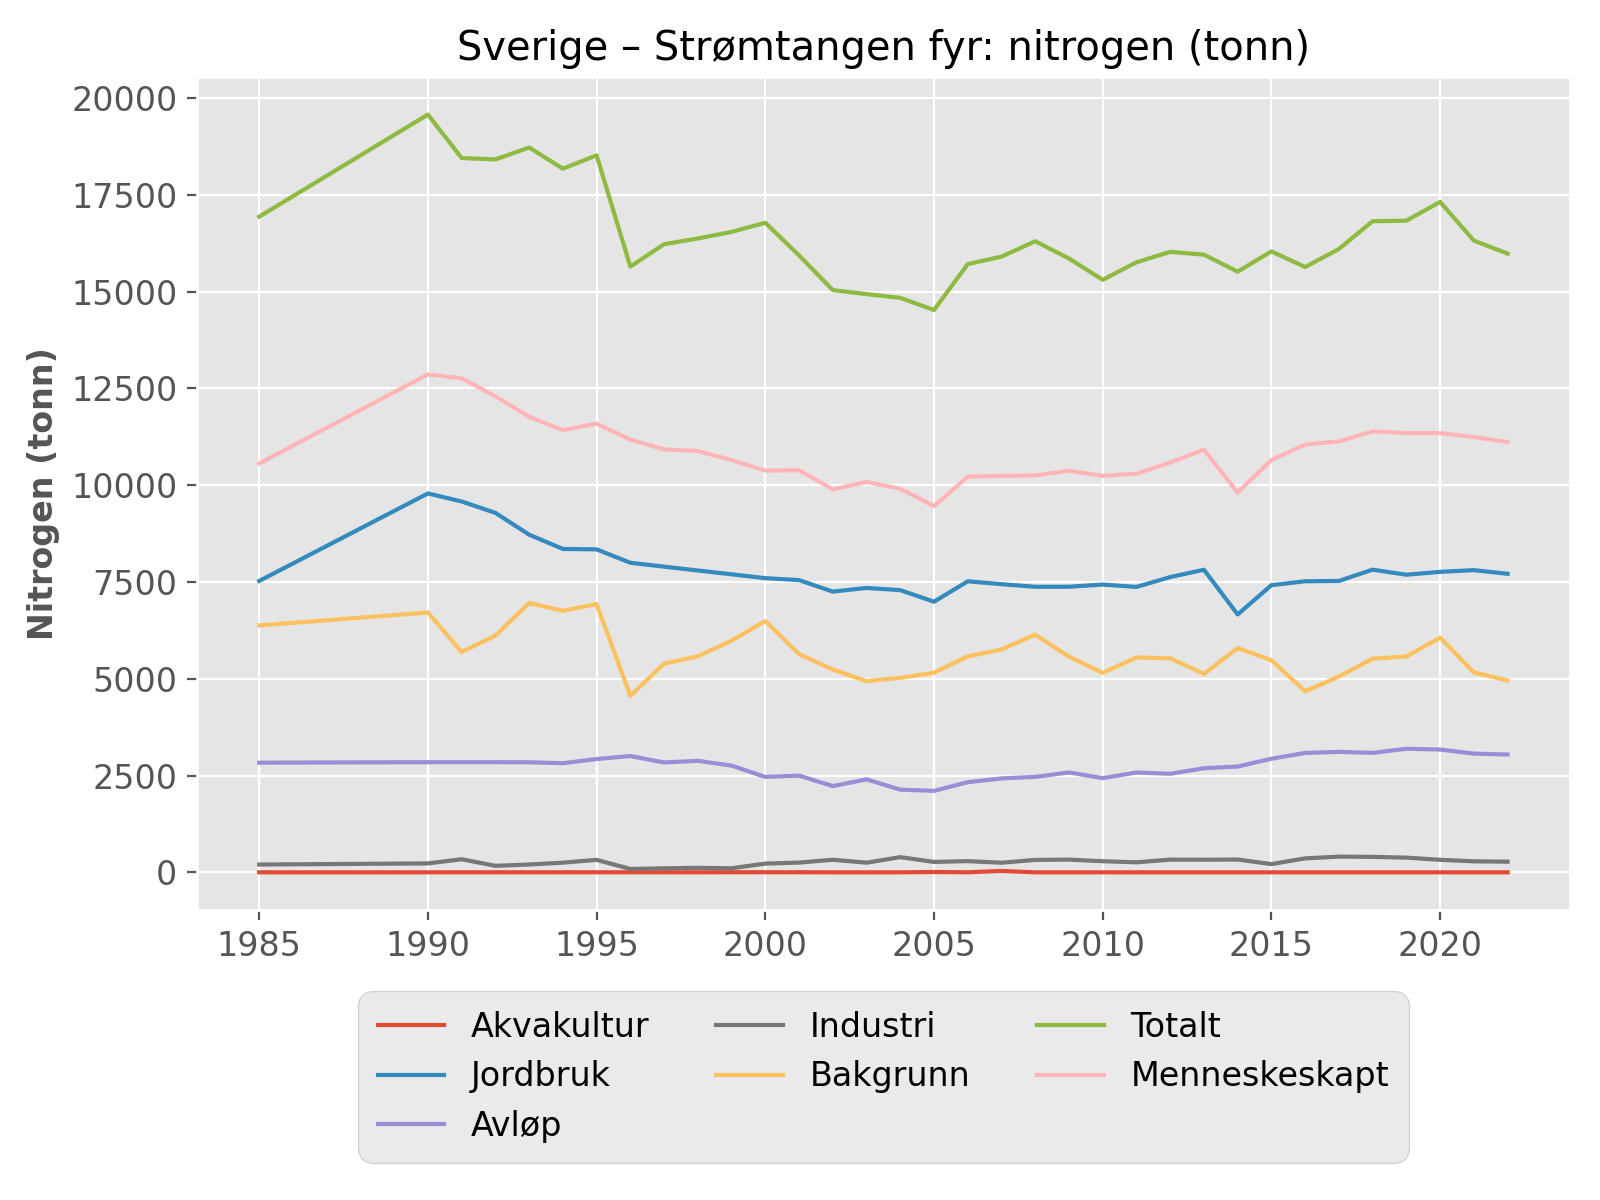 Sverige – Strømtangen fyr: nitrogen (tonn)
Nitrogen (tonn)
20000
17500
15000
12500
10000
7500
5000
2500
0
1985 1990 1995 2000 2005 2010 2015 2020
Akvakultur Industri Totalt
Jordbruk Bakgrunn Menneskeskapt
Avløp